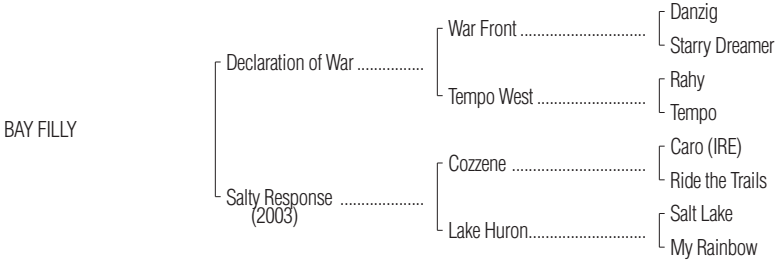 Danzig
War Front ..............................
Starry Dreamer
Declaration of War ................
Rahy
Tempo West ..........................
Tempo
BAY FILLY
Caro (IRE)
Cozzene ................................
Ride the Trails
Salty Response ....................
(2003)
Salt Lake
Lake Huron............................
My Rainbow